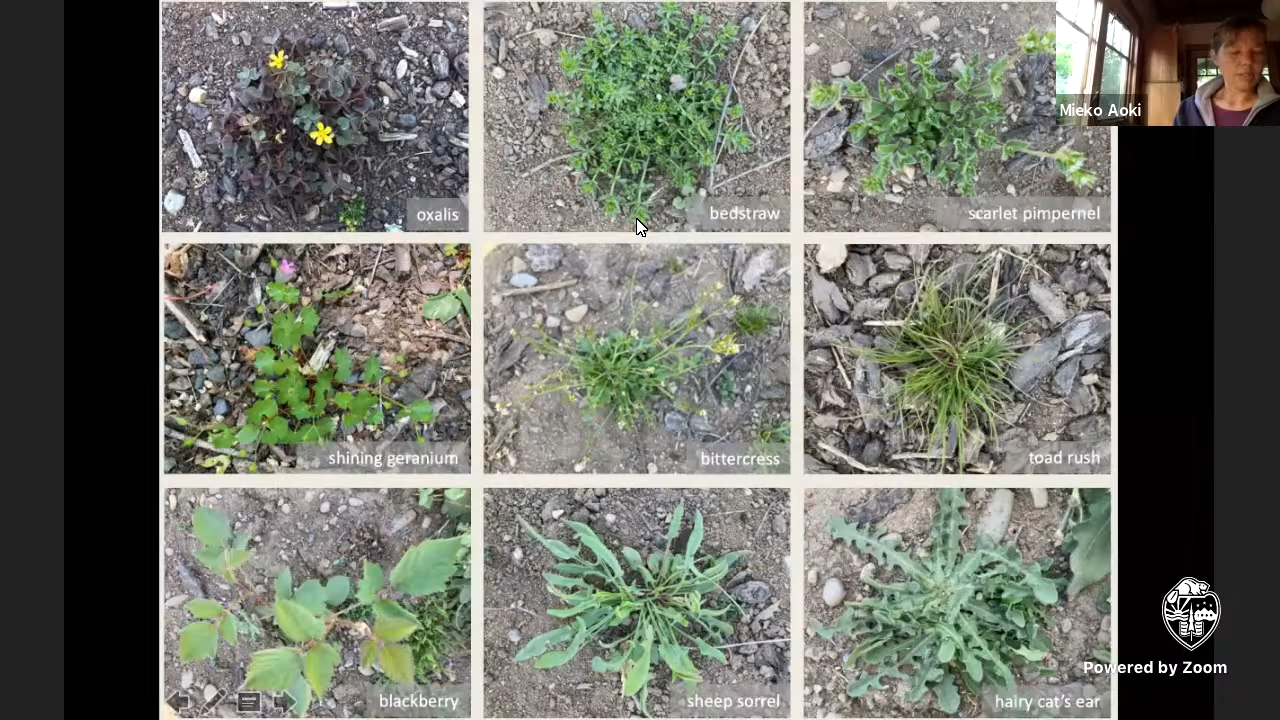 Mieko Aoki
oxalis
bedstraw
scarlet pimpernel
shining geranium
bittercress
toad rush
blackberry
sheep sorrel
hairy cat's ear
Powered by Zoom